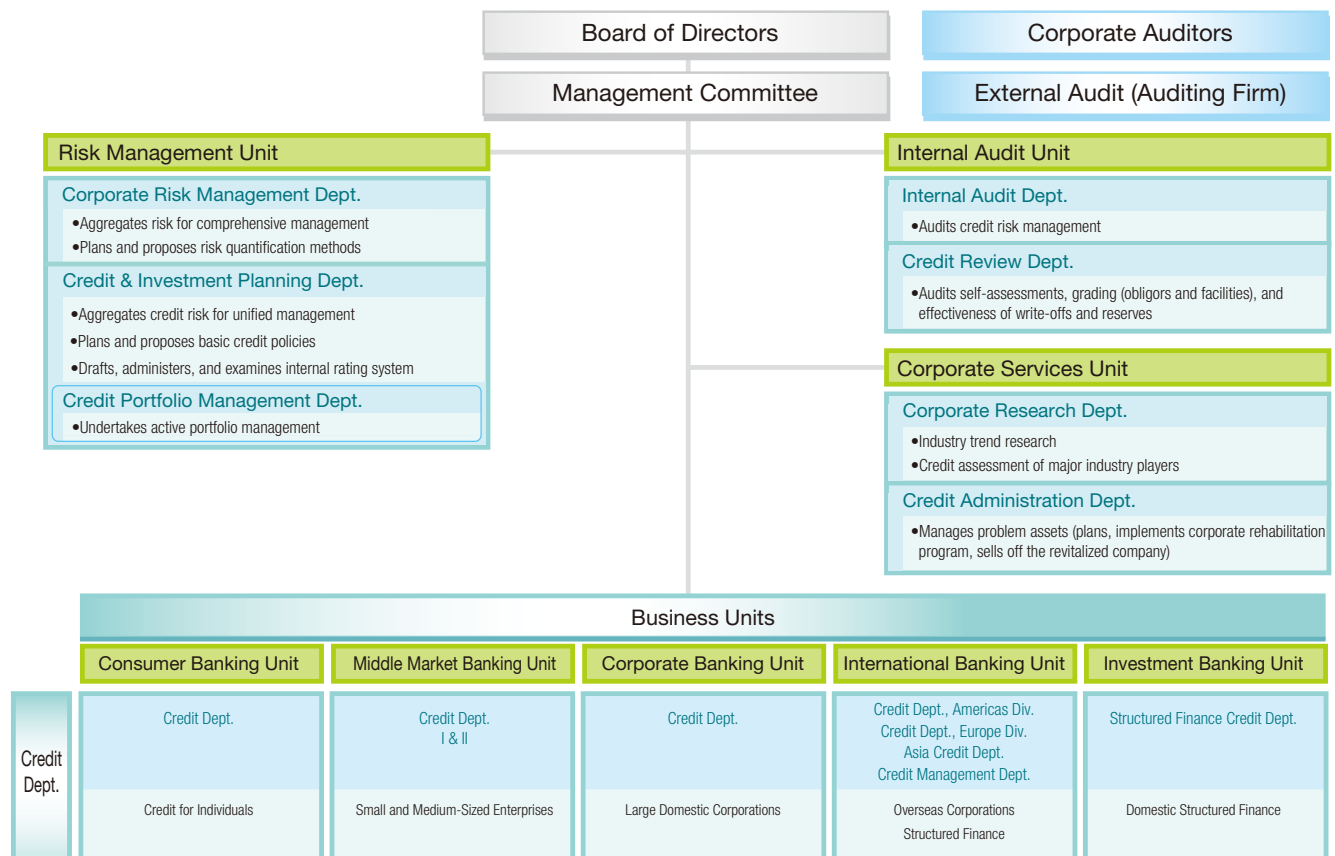 Board of Directors
Corporate Auditors
Management Committee
External Audit (Auditing Firm)
Risk Management Unit
Corporate Risk Management Dept.
•Aggregates risk for comprehensive management
•Plans and proposes risk quantification methods
Credit & Investment Planning Dept.
•Aggregates credit risk for unified management
•Plans and proposes basic credit policies
•Drafts, administers, and examines internal rating system
Credit Portfolio Management Dept.
•Undertakes active portfolio management
Internal Audit Unit
Internal Audit Dept.
•Audits credit risk management
Credit Review Dept.
•Audits self-assessments, grading (obligors and facilities), and
effectiveness of write-offs and reserves
Corporate Services Unit
Corporate Research Dept.
•Industry trend research
•Credit assessment of major industry players
Credit Administration Dept.
•Manages problem assets (plans, implements corporate rehabilitation
program, sells off the revitalized company)
Business Units
Consumer Banking Unit
Middle Market Banking Unit
Corporate Banking Unit
International Banking Unit
Investment Banking Unit
Credit
Dept.
Credit Dept.
Credit for Individuals
Credit Dept.
I & II
Small and Medium-Sized Enterprises
Credit Dept.
Large Domestic Corporations
Credit Dept., Americas Div.
Credit Dept., Europe Div.
Asia Credit Dept.
Credit Management Dept.
Overseas Corporations
Structured Finance
Structured Finance Credit Dept.
Domestic Structured Finance